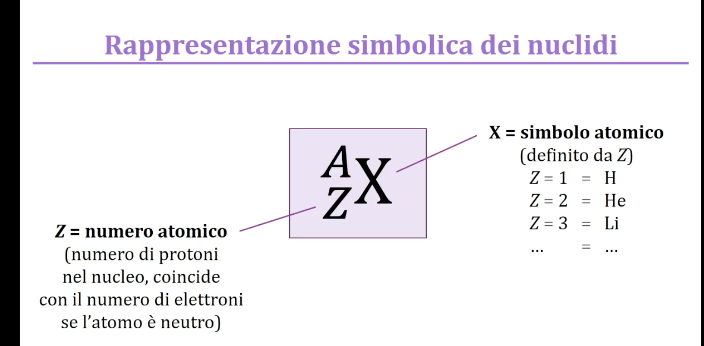 Rappresentazione simbolica dei nuclidi
A
Z
X
X = simbolo atomico
(definito da Z)
Z = 1 = H
Z = 2 = He
Z = 3 = Li
... = ...
Z = numero atomico
(numero di protoni
nel nucleo, coincide
con il numero di elettroni
se l'atomo è neutro)